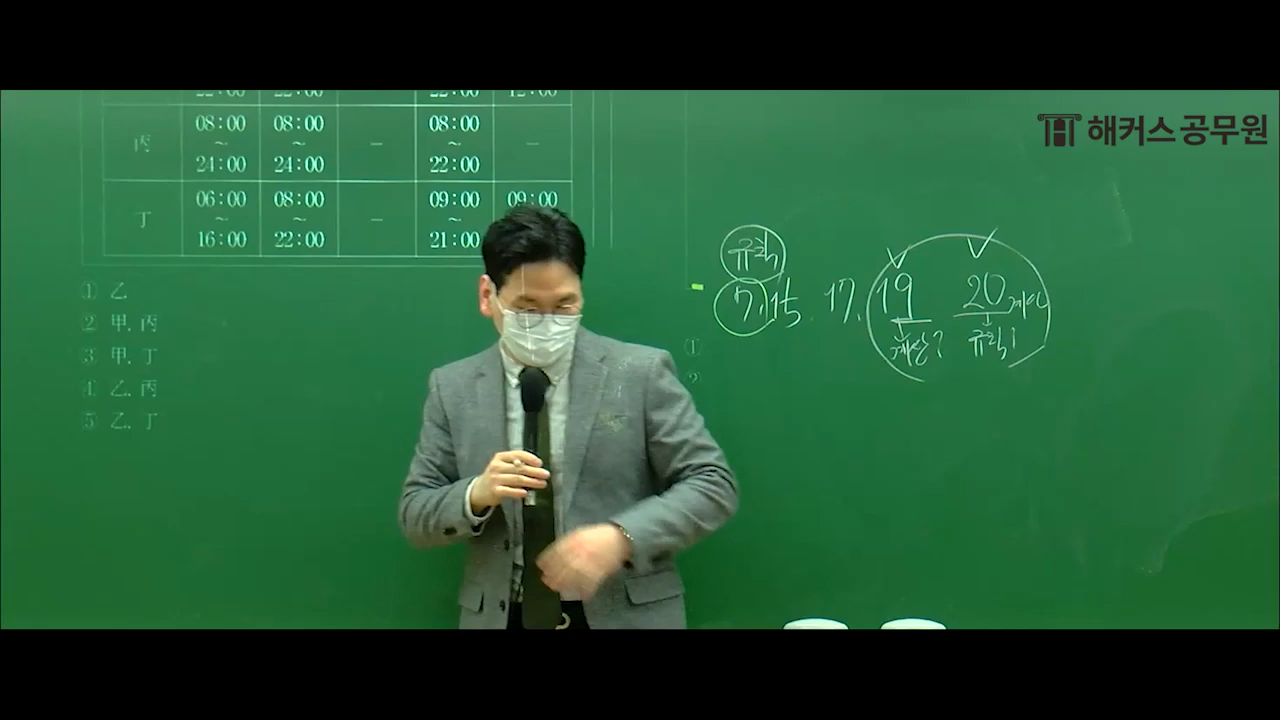 해커스 공무원
丙 08:00 ~ 24:00 08:00 ~ 24:00 － 08:00 ~ 22:00 －
丁 06:00 ~ 16:00 08:00 ~ 22:00 － 09:00 ~ 21:00 09:00
① 乙
② 甲, 丙
③ 甲, 丁
④ 乙, 丙
⑤ 乙, 丁
규칙
7, 15, 17, 19 20
계산? 규칙!
①